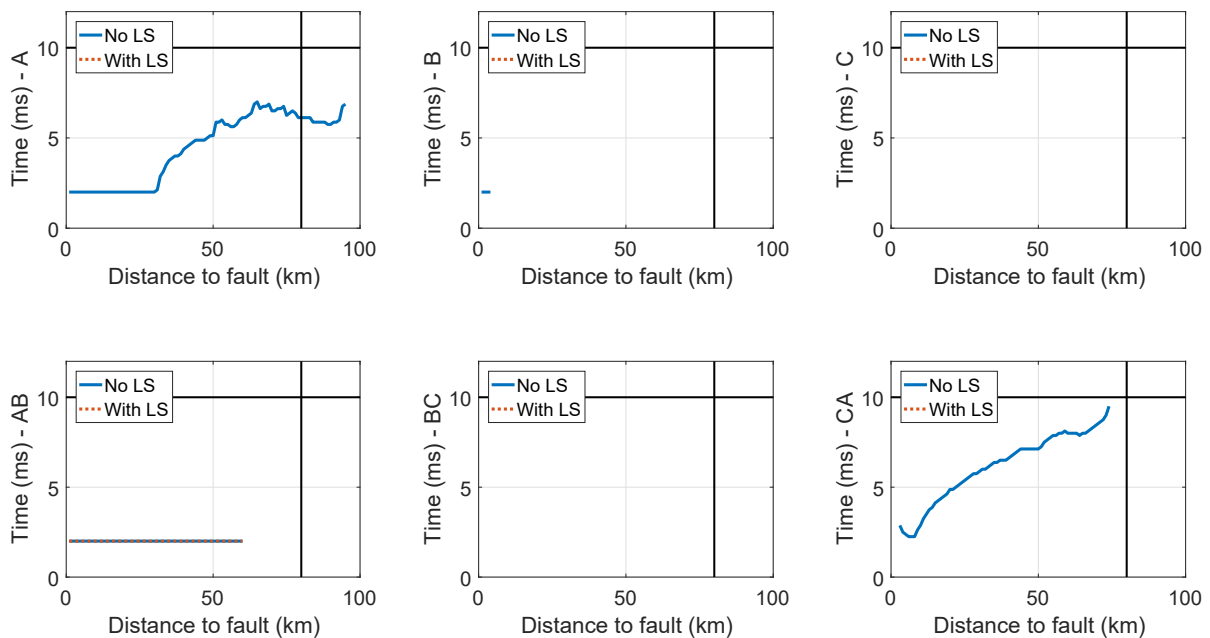 Time (ms) - A
10
5
0
No LS
With LS
0
50
100
Distance to fault (km)
Time (ms) - B
10
5
0
No LS
With LS
0
50
100
Distance to fault (km)
Time (ms) - C
10
5
0
No LS
With LS
0
50
100
Distance to fault (km)
Time (ms) - AB
10
5
0
No LS
With LS
0
50
100
Distance to fault (km)
Time (ms) - BC
10
5
0
No LS
With LS
0
50
100
Distance to fault (km)
Time (ms) - CA
10
5
0
No LS
With LS
0
50
100
Distance to fault (km)